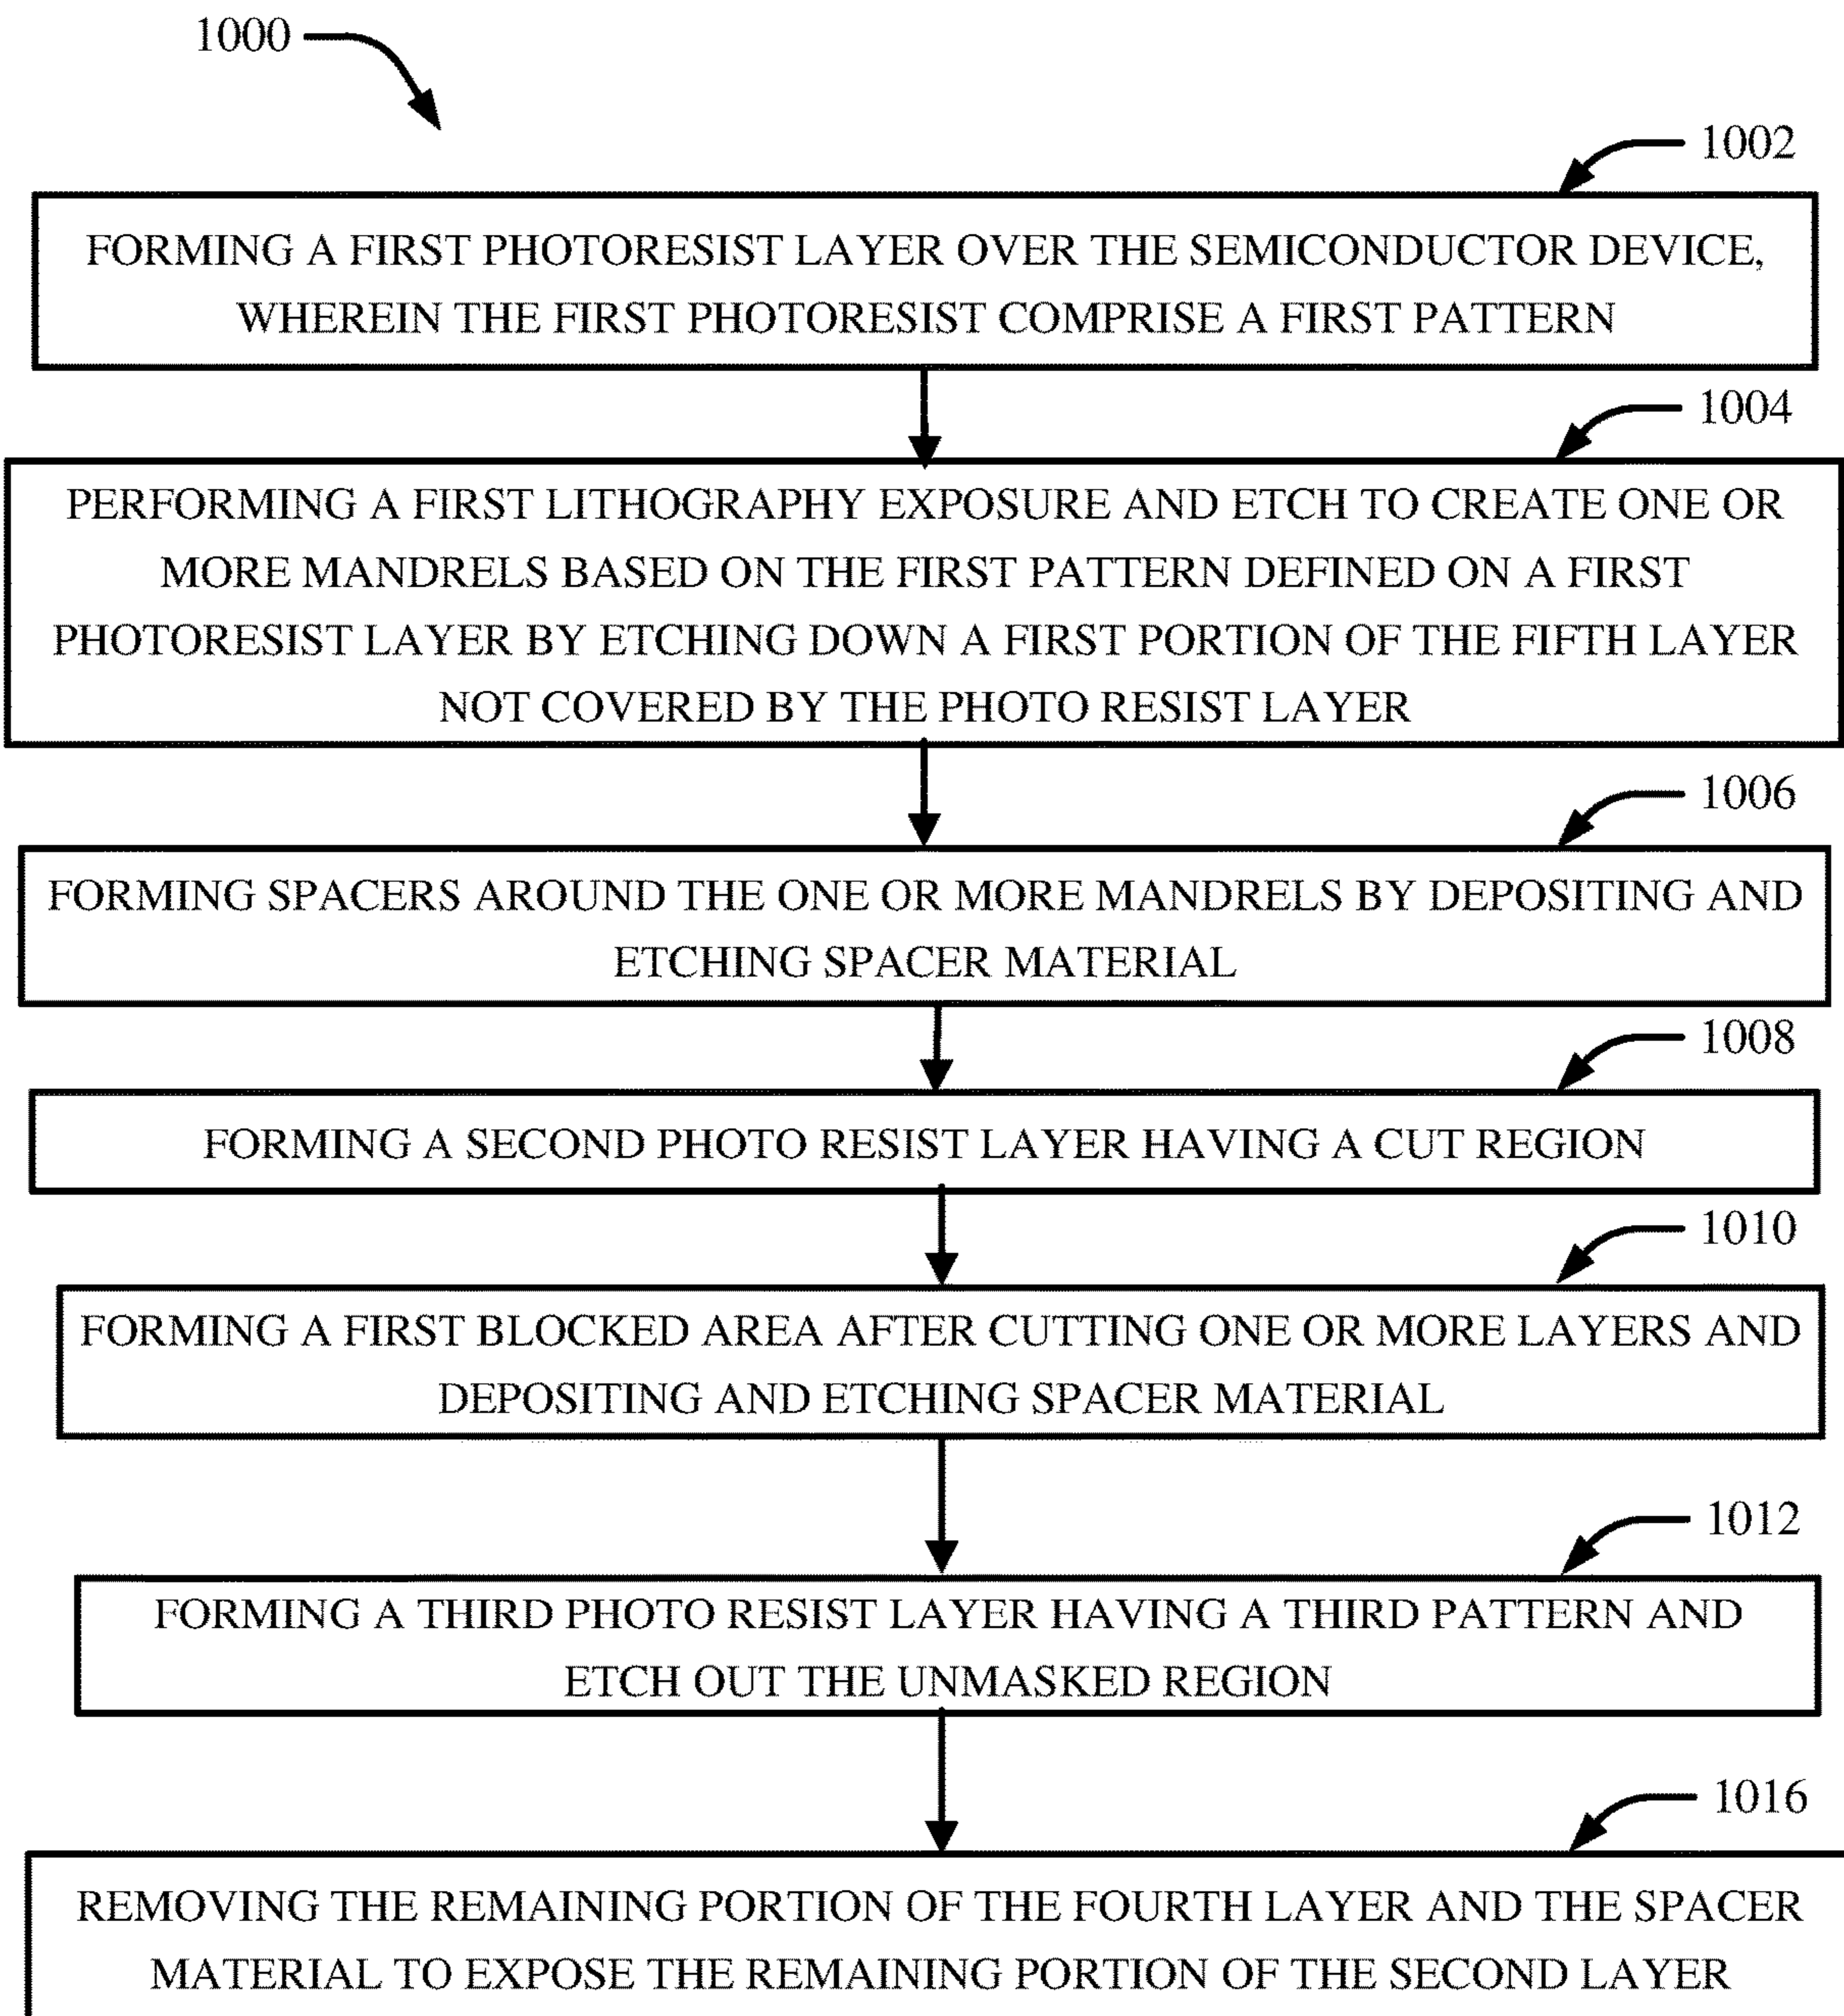 1000
1002
FORMING A FIRST PHOTORESIST LAYER OVER THE SEMICONDUCTOR DEVICE,
WHEREIN THE FIRST PHOTORESIST COMPRISE A FIRST PATTERN
1004
PERFORMING A FIRST LITHOGRAPHY EXPOSURE AND ETCH TO CREATE ONE OR
MORE MANDRELS BASED ON THE FIRST PATTERN DEFINED ON A FIRST
PHOTORESIST LAYER BY ETCHING DOWN A FIRST PORTION OF THE FIFTH LAYER
NOT COVERED BY THE PHOTO RESIST LAYER
1006
FORMING SPACERS AROUND THE ONE OR MORE MANDRELS BY DEPOSITING AND
ETCHING SPACER MATERIAL
1008
FORMING A SECOND PHOTO RESIST LAYER HAVING A CUT REGION
1010
FORMING A FIRST BLOCKED AREA AFTER CUTTING ONE OR MORE LAYERS AND
DEPOSITING AND ETCHING SPACER MATERIAL
1012
FORMING A THIRD PHOTO RESIST LAYER HAVING A THIRD PATTERN AND
ETCH OUT THE UNMASKED REGION
1016
REMOVING THE REMAINING PORTION OF THE FOURTH LAYER AND THE SPACER
MATERIAL TO EXPOSE THE REMAINING PORTION OF THE SECOND LAYER